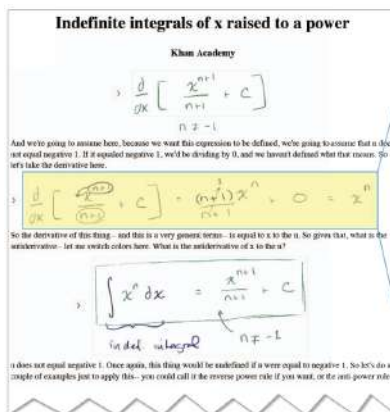 Indefinite integrals of x raised to a power
Khan Academy
d/dx [ x^(n+1)/(n+1) + C ]
n ≠ -1
And we're going to assume here, because we want this expression to be defined, we're going to assume that n does
not equal negative 1. If it equaled negative 1, we'd be dividing by 0, and we haven't defined what that means. So
let's take the derivative here.
d/dx [ x^(n+1)/(n+1) + C ] = (n+1)x^n/(n+1) + 0 = x^n
So the derivative of this thing-- and this is a very general terms-- is equal to x to the n. So given that, what is the
antiderivative-- let me switch colors here. What is the antiderivative of x to the n?
∫ x^n dx = x^(n+1)/(n+1) + C
indef. integral n ≠ -1
n does not equal negative 1. Once again, this thing would be undefined if n were equal to negative 1. So let's do a
couple of examples just to apply this-- you could call it the reverse power rule if you want, or the anti-power rule